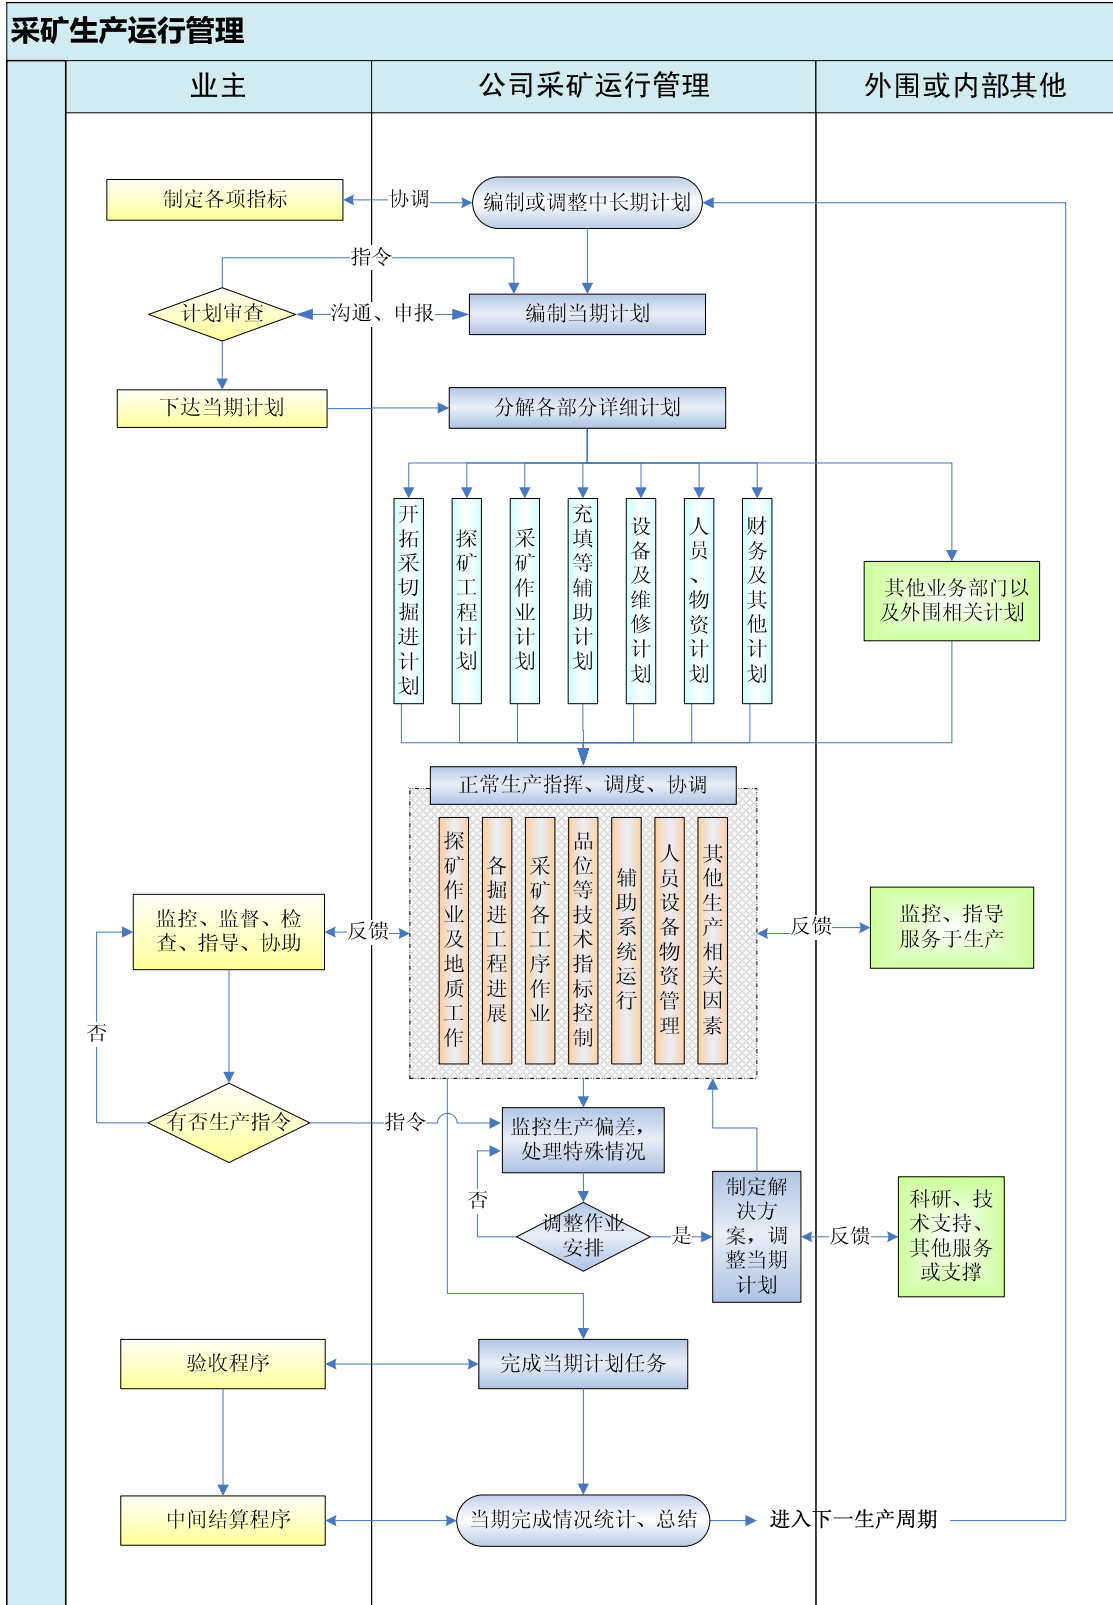 采矿生产运行管理
业主
公司采矿运行管理
外围或内部其他
制定各项指标
协调
编制或调整中长期计划
指令
计划审查
沟通、申报
编制当期计划
下达当期计划
分解各部分详细计划
开拓采切掘进计划
探矿工程计划
采矿作业计划
充填等辅助计划
设备及维修计划
人员、物资计划
财务及其他计划
其他业务部门以
及外围相关计划
正常生产指挥、调度、协调
探矿作业及地质工作
各掘进工程进展
采矿各工序作业
品位等技术指标控制
辅助系统运行
人员设备物资管理
其他生产相关因素
监控、监督、检
查、指导、协助
反馈
反馈
监控、指导
服务于生产
否
有否生产指令
指令
监控生产偏差，
处理特殊情况
否
调整作业
安排
是
制定解
决方
案，调
整当期
计划
反馈
科研、技
术支持、
其他服务
或支撑
验收程序
完成当期计划任务
中间结算程序
当期完成情况统计、总结
进入下一生产周期